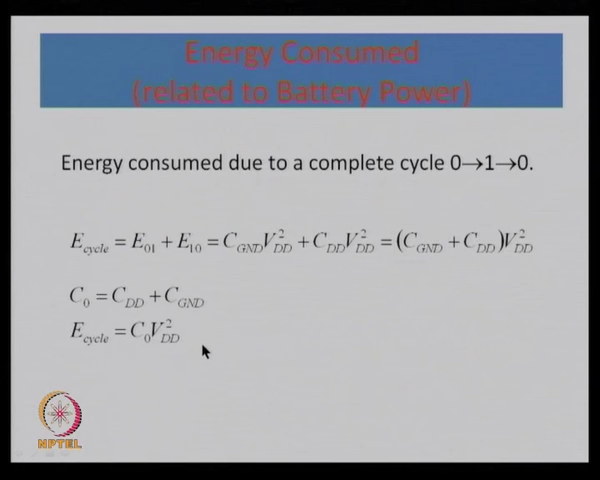 Energy Consumed
(related to Battery Power)
Energy consumed due to a complete cycle 0→1→0.
E_cycle = E_01 + E_10 = C_GND V_DD^2 + C_DD V_DD^2 = (C_GND + C_DD) V_DD^2
C_0 = C_DD + C_GND
E_cycle = C_0 V_DD^2
NPTEL